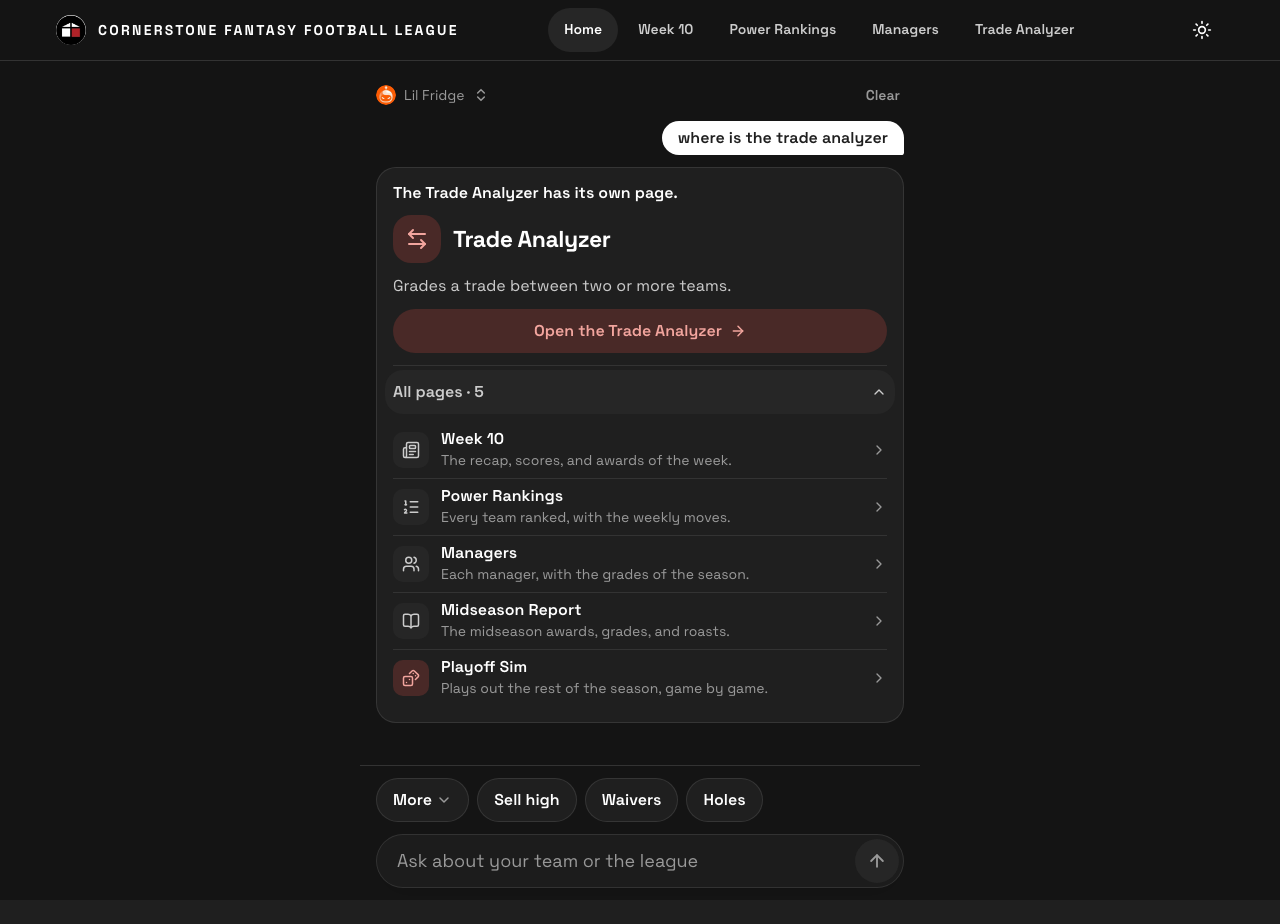 CORNERSTONE FANTASY FOOTBALL LEAGUE
Home
Week 10
Power Rankings
Managers
Trade Analyzer
Lil Fridge
Clear
where is the trade analyzer
The Trade Analyzer has its own page.
Trade Analyzer
Grades a trade between two or more teams.
Open the Trade Analyzer
All pages · 5
Week 10
The recap, scores, and awards of the week.
Power Rankings
Every team ranked, with the weekly moves.
Managers
Each manager, with the grades of the season.
Midseason Report
The midseason awards, grades, and roasts.
Playoff Sim
Plays out the rest of the season, game by game.
More
Sell high
Waivers
Holes
Ask about your team or the league